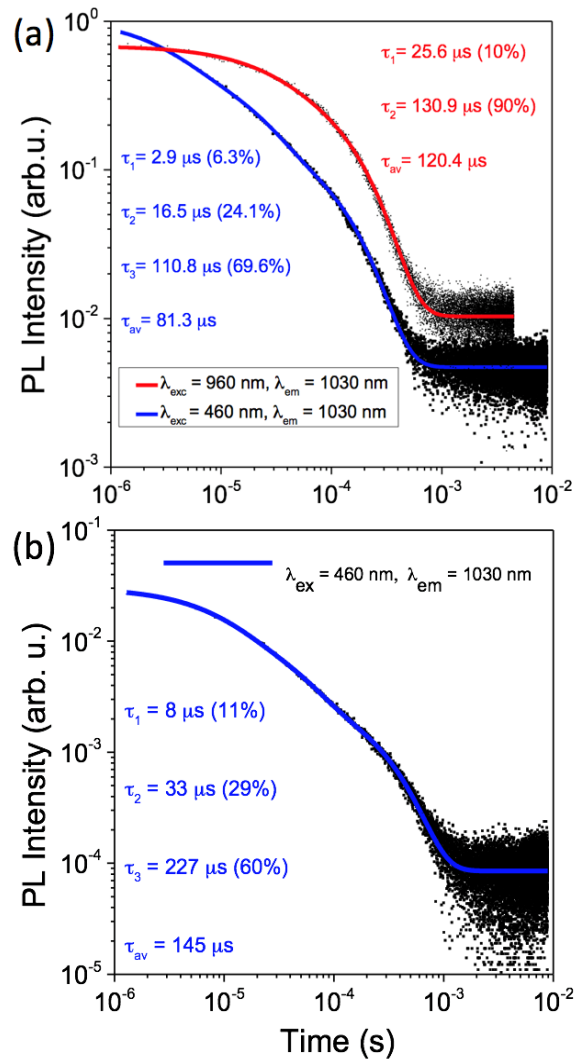 (a)
10⁰
10⁻¹
10⁻²
10⁻³
PL Intensity (arb.u.)
τ₁= 25.6 μs (10%)
τ₂= 130.9 μs (90%)
τav= 120.4 μs
τ₁= 2.9 μs (6.3%)
τ₂= 16.5 μs (24.1%)
τ₃= 110.8 μs (69.6%)
τav= 81.3 μs
λexc = 960 nm, λem = 1030 nm
λexc = 460 nm, λem = 1030 nm
10⁻⁶ 10⁻⁵ 10⁻⁴ 10⁻³ 10⁻²
(b)
10⁻¹
10⁻²
10⁻³
10⁻⁴
10⁻⁵
PL Intensity (arb. u.)
λex = 460 nm, λem = 1030 nm
τ₁ = 8 μs (11%)
τ₂ = 33 μs (29%)
τ₃ = 227 μs (60%)
τav = 145 μs
10⁻⁶ 10⁻⁵ 10⁻⁴ 10⁻³ 10⁻²
Time (s)